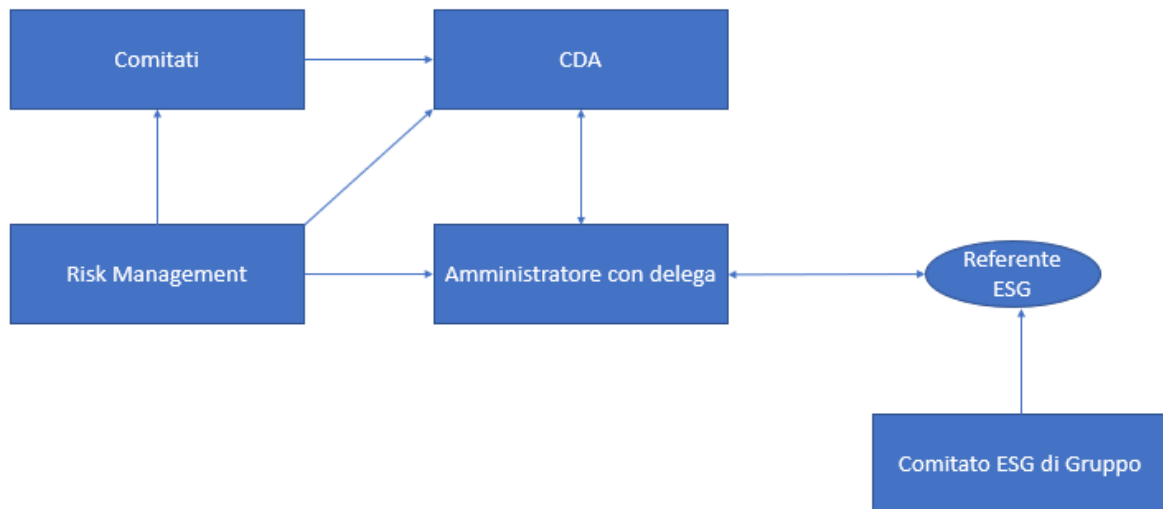 Comitati
CDA
Risk Management
Amministratore con delega
Referente
ESG
Comitato ESG di Gruppo